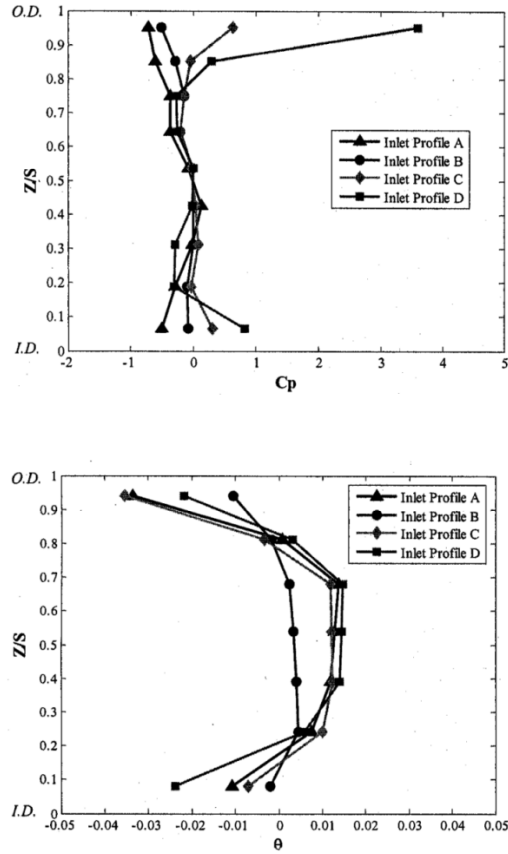 O.D.
1
0.9
0.8
0.7
0.6
0.5
0.4
0.3
0.2
0.1
0
I.D.
Z/S
Inlet Profile A
Inlet Profile B
Inlet Profile C
Inlet Profile D
-2 -1 0 1 2 3 4 5
Cp
O.D.
1
0.9
0.8
0.7
0.6
0.5
0.4
0.3
0.2
0.1
0
I.D.
Z/S
Inlet Profile A
Inlet Profile B
Inlet Profile C
Inlet Profile D
-0.05 -0.04 -0.03 -0.02 -0.01 0 0.01 0.02 0.03 0.04 0.05
θ